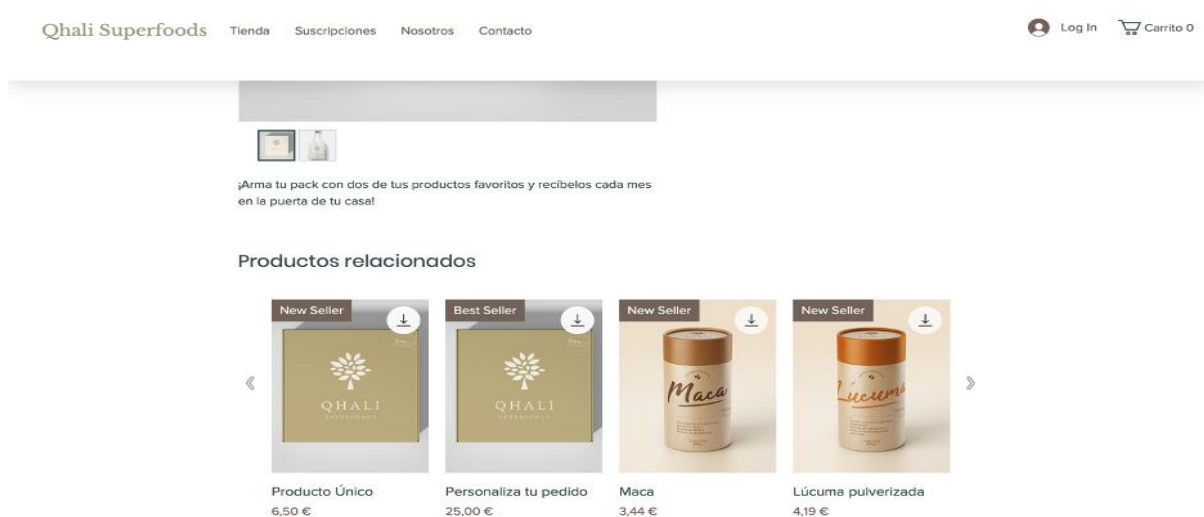 Qhali Superfoods Tienda Suscripciones Nosotros Contacto Log In Carrito 0
¡Arma tu pack con dos de tus productos favoritos y recíbelos cada mes
en la puerta de tu casa!
Productos relacionados
New Seller Best Seller New Seller New Seller
QHALI QHALI Maca Lúcuma
SUPERFOODS SUPERFOODS
Producto Único Personaliza tu pedido Maca Lúcuma pulverizada
6,50 € 25,00 € 3,44 € 4,19 €